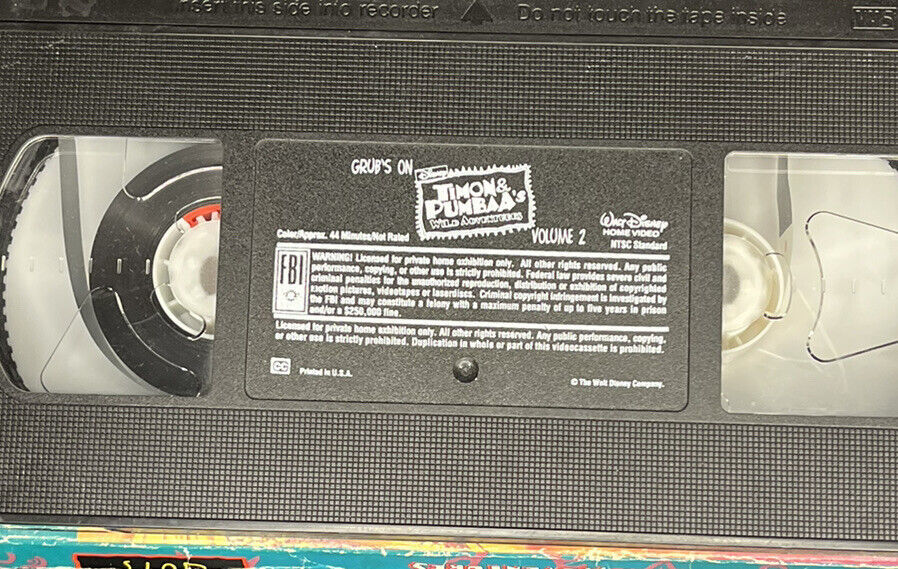 Insert this side into recorder Do not touch the tape inside VHS
GRUB'S ON
Disney
TIMON &
PUMBAA's
WILD ADVENTURES
VOLUME 2
WALT DISNEY
HOME VIDEO
NTSC Standard
Color/Approx. 44 Minutes/Not Rated
FBI
WARNING! Licensed for private home exhibition only. All other rights reserved. Any public
performance, copying, or other use is strictly prohibited. Federal law provides severe civil and
criminal penalties for the unauthorized reproduction, distribution or exhibition of copyrighted
motion pictures, videotapes or laserdiscs. Criminal copyright infringement is investigated by
the FBI and may constitute a felony with a maximum penalty of up to five years in prison
and/or a $250,000 fine.
Licensed for private home exhibition only. All other rights reserved. Any public performance, copying,
or other use is strictly prohibited. Duplication in whole or part of this videocassette is prohibited.
CC Printed in U.S.A.
© The Walt Disney Company.